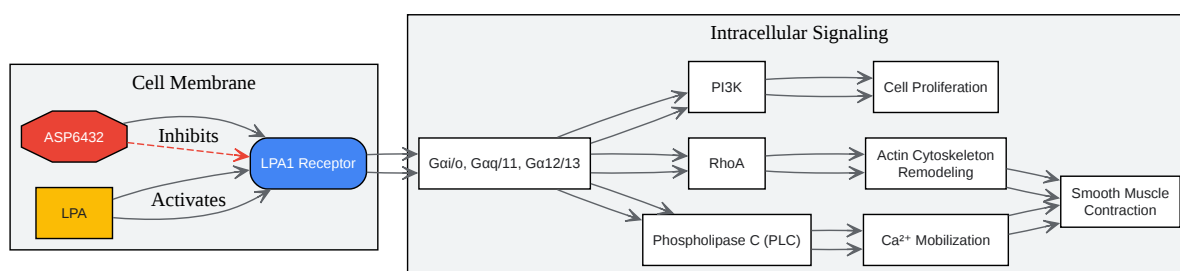 Cell Membrane
ASP6432
Inhibits
LPA1 Receptor
LPA
Activates
Intracellular Signaling
Gαi/o, Gαq/11, Gα12/13
PI3K
Cell Proliferation
RhoA
Actin Cytoskeleton
Remodeling
Phospholipase C (PLC)
Ca²⁺ Mobilization
Smooth Muscle
Contraction